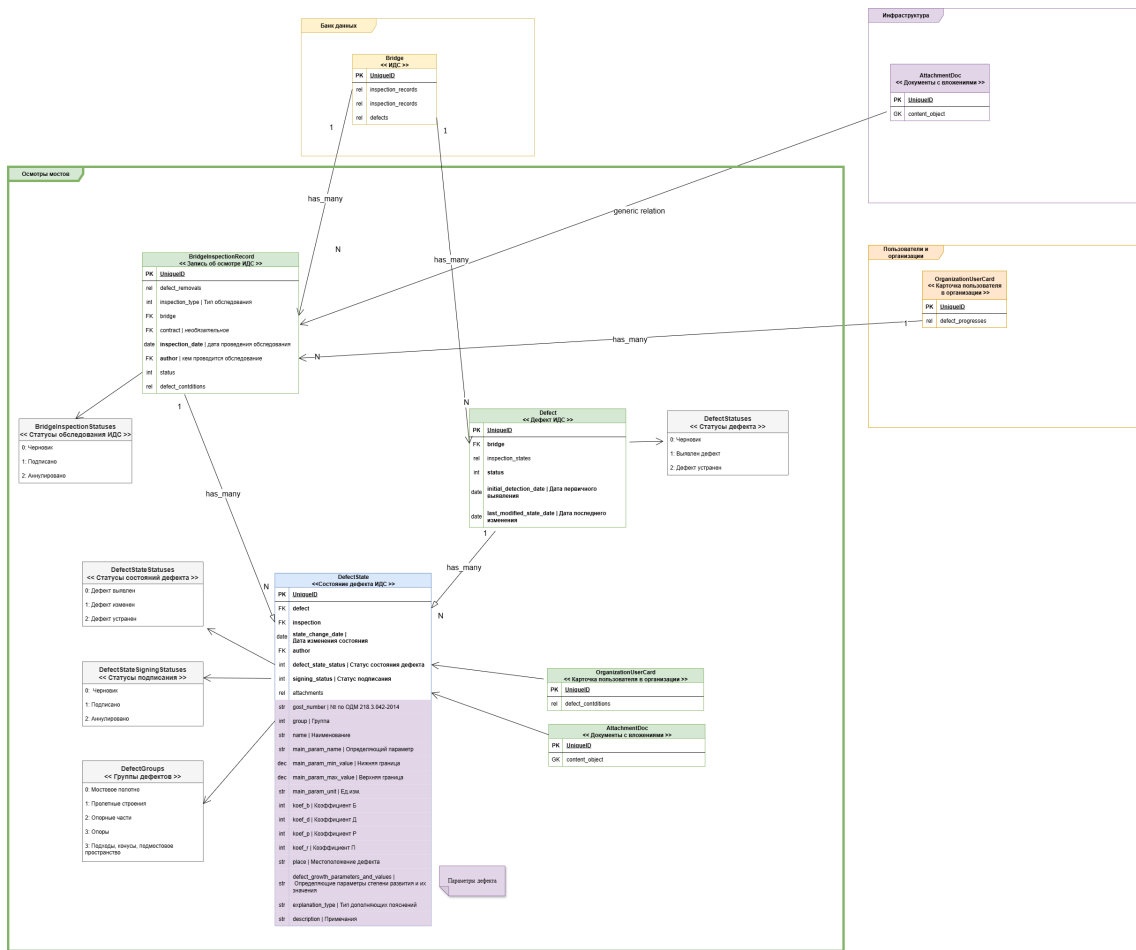 Банк данных
Bridge
<< ИДС >>
PK UniqueID
rel inspection_records
rel inspection_records
rel defects
Инфраструктура
AttachmentDoc
<< Документы с вложениями >>
PK UniqueID
GK content_object
Пользователи и
организации
OrganizationUserCard
<< Карточка пользователя
в организации >>
PK UniqueID
rel defect_progresses
Осмотры мостов
1
1
has_many
N
has_many
N
generic relation
1
has_many
N
BridgeInspectionRecord
<< Запись об осмотре ИДС >>
PK UniqueID
rel defect_removals
int inspection_type | Тип обследования
FK bridge
FK contract | необязательное
date inspection_date | дата проведения обследования
FK author | кем проводится обследование
int status
rel defect_contditions
BridgeInspectionStatuses
<< Статусы обследования ИДС >>
0: Черновик
1: Подписано
2: Аннулировано
1
has_many
N
Defect
<< Дефект ИДС >>
PK UniqueID
FK bridge
rel inspection_states
int status
date initial_detection_date | Дата первичного
выявления
date last_modified_state_date | Дата последнего
изменения
DefectStatuses
<< Статусы дефекта >>
0: Черновик
1: Выявлен дефект
2: Дефект устранен
1
has_many
N
DefectStateStatuses
<< Статусы состояний дефекта >>
0: Дефект выявлен
1: Дефект изменен
2: Дефект устранен
DefectStateSigningStatuses
<< Статусы подписания >>
0: Черновик
1: Подписано
2: Аннулировано
DefectGroups
<< Группы дефектов >>
0: Мостовое полотно
1: Пролетные строения
2: Опорные части
3: Опоры
3: Подходы, конусы, подмостовое
пространство
DefectState
<<Состояние дефекта ИДС >>
PK UniqueID
FK defect
FK inspection
date state_change_date |
Дата изменения состояния
FK author
int defect_state_status | Статус состояния дефекта
int signing_status | Статус подписания
rel attachments
str gost_number | № по ОДМ 218.3.042-2014
int group | Группа
str name | Наименование
str main_param_name | Определяющий параметр
dec main_param_min_value | Нижняя граница
dec main_param_max_value | Верхняя граница
str main_param_unit | Ед.изм.
int koef_b | Коэффициент Б
int koef_d | Коэффициент Д
int koef_p | Коэффициент Р
int koef_r | Коэффициент П
str place | Местоположение дефекта
str defect_growth_parameters_and_values |
Определяющие параметры степени развития и их
значения
str explanation_type | Тип дополняющих пояснений
str description | Примечания
OrganizationUserCard
<< Карточка пользователя в организации >>
PK UniqueID
rel defect_contditions
AttachmentDoc
<< Документы с вложениями >>
PK UniqueID
GK content_object
Параметры дефекта